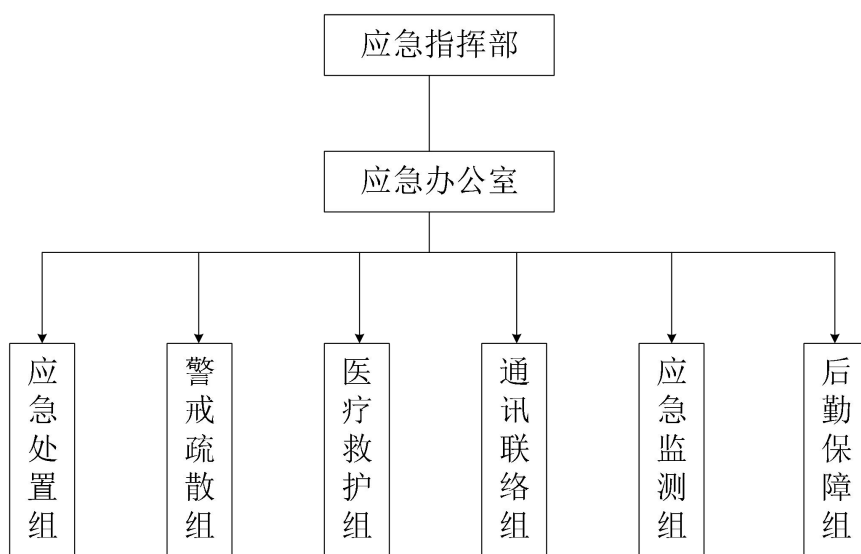 应急指挥部
应急办公室
应急处置组
警戒疏散组
医疗救护组
通讯联络组
应急监测组
后勤保障组